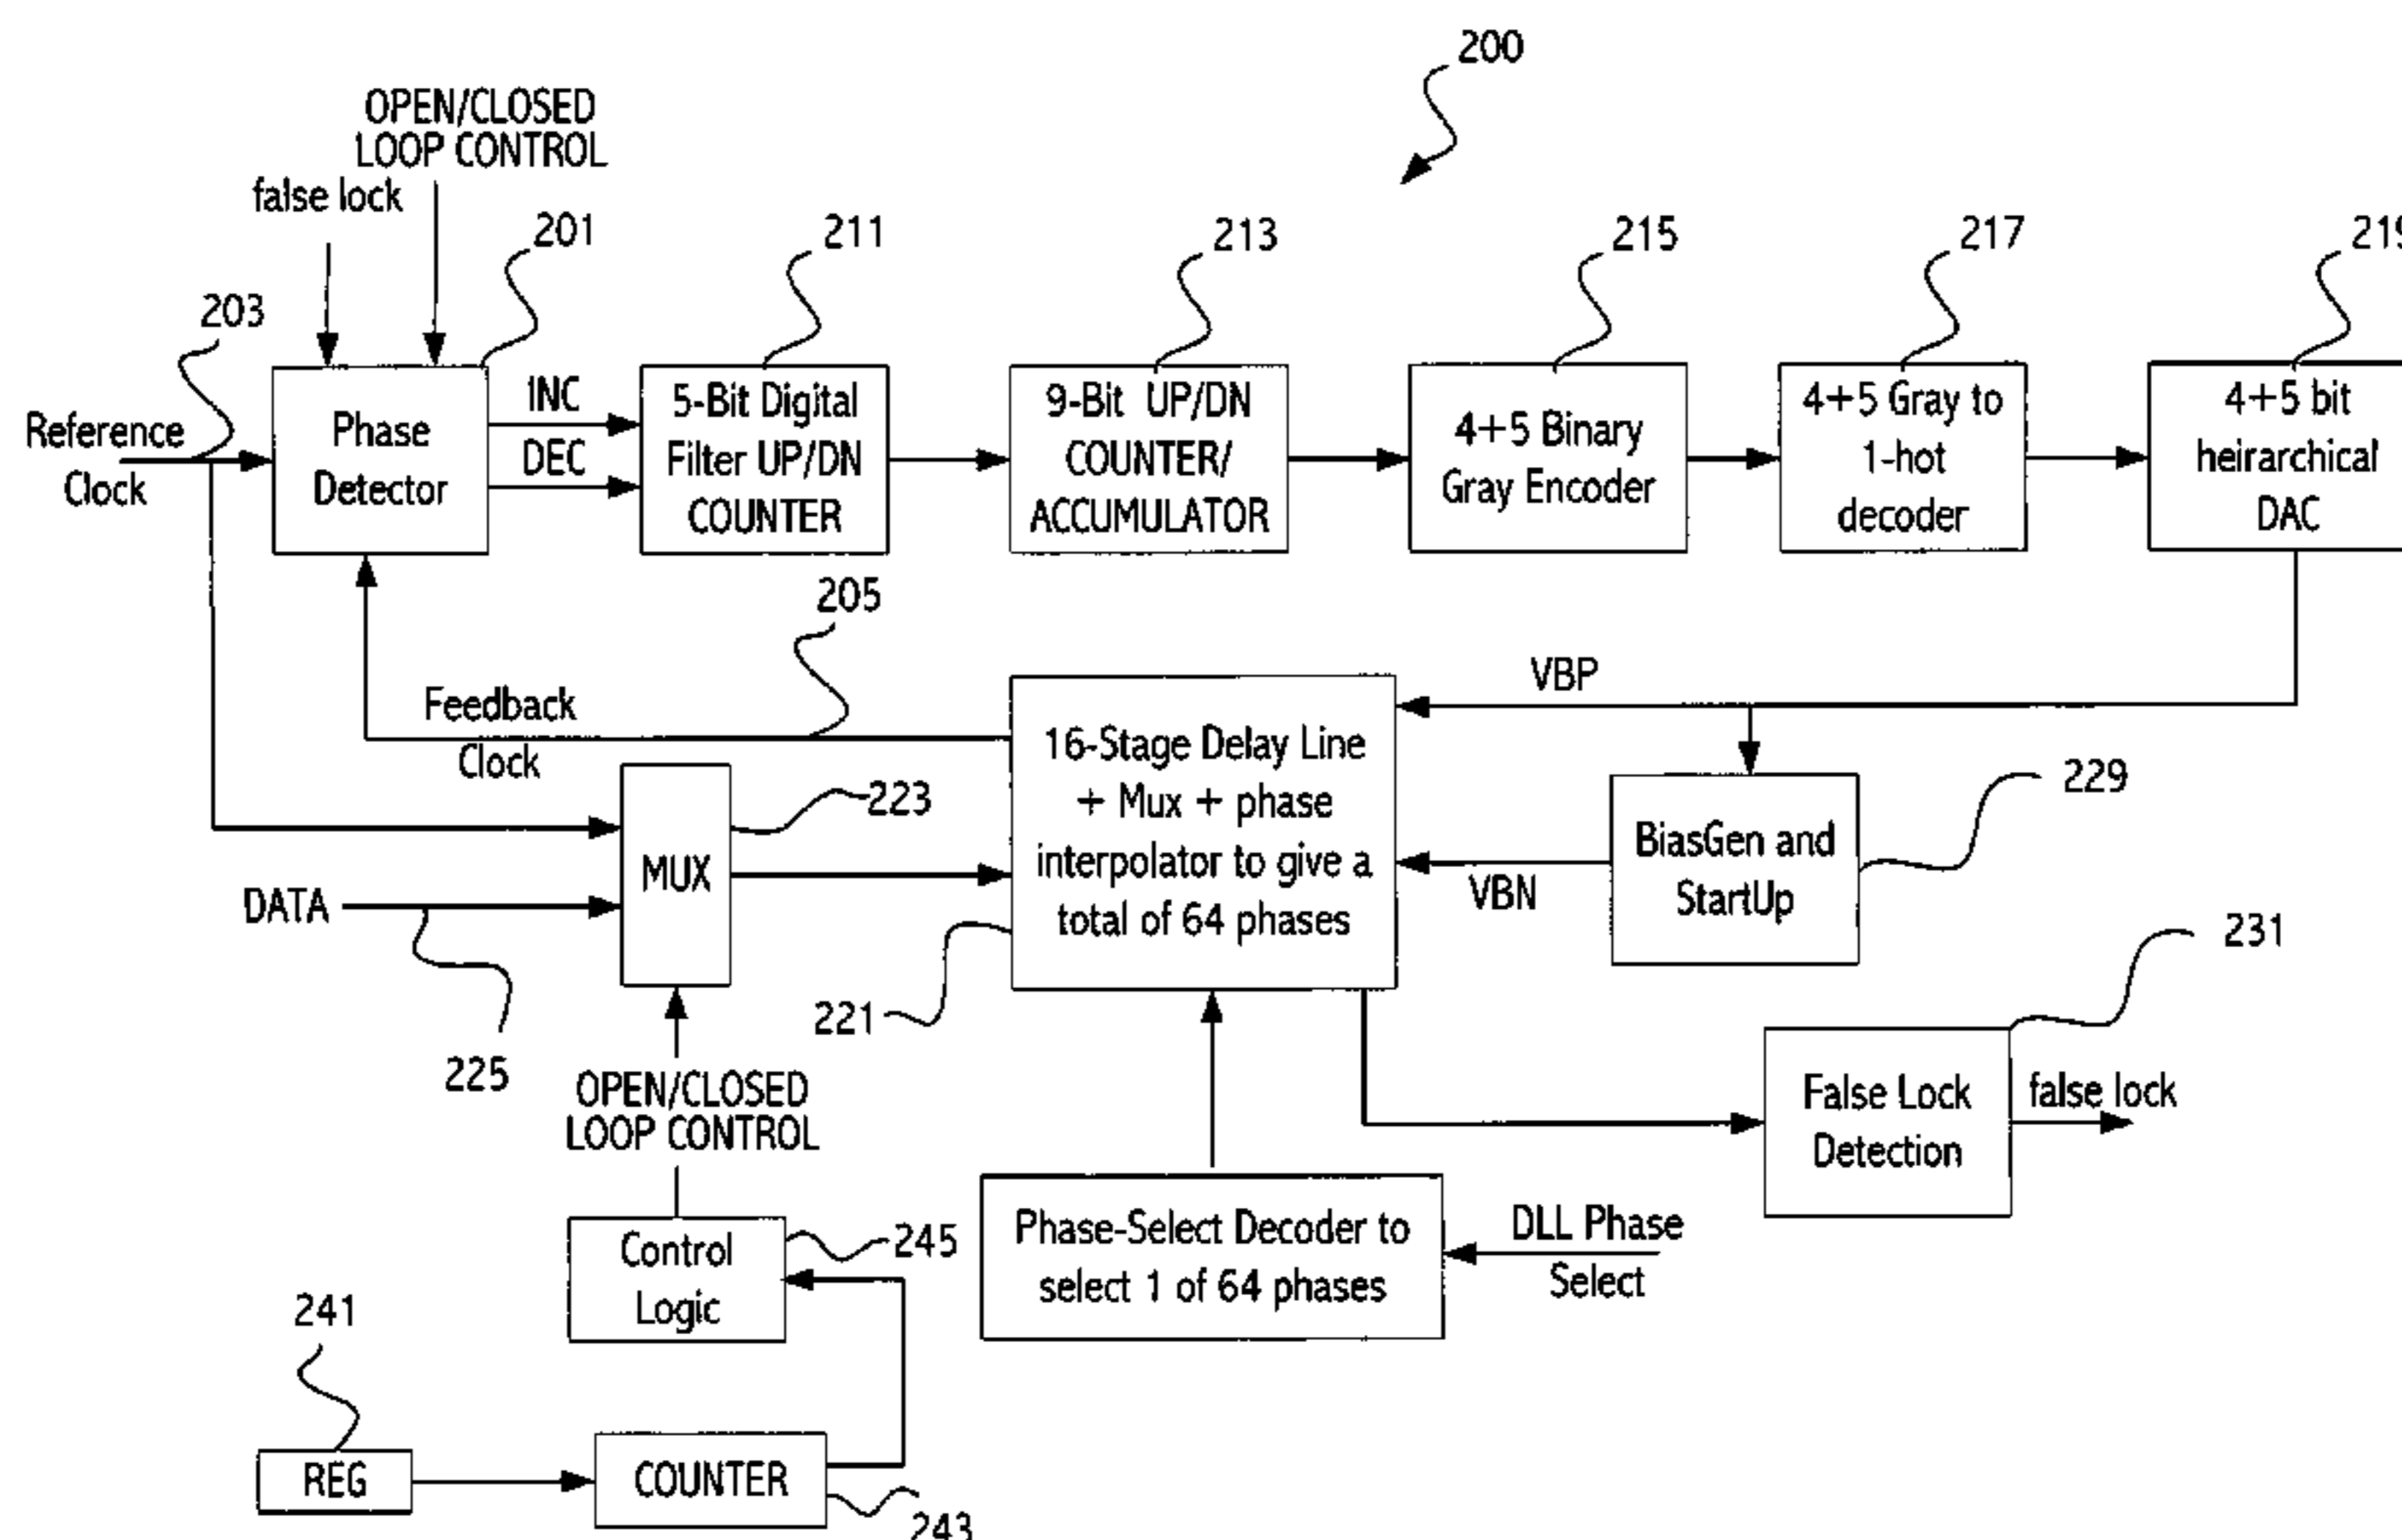 200
OPEN/CLOSED
LOOP CONTROL
false lock
201
211
213
215
217
219
203
Reference
Clock
Phase
Detector
INC
DEC
5-Bit Digital
Filter UP/DN
COUNTER
9-Bit UP/DN
COUNTER/
ACCUMULATOR
4+5 Binary
Gray Encoder
4+5 Gray to
1-hot
decoder
4+5 bit
heirarchical
DAC
205
Feedback
Clock
VBP
16-Stage Delay Line
+ Mux + phase
interpolator to give a
total of 64 phases
223
MUX
DATA
225
221
VBN
BiasGen and
StartUp
229
231
False Lock
Detection
false lock
OPEN/CLOSED
LOOP CONTROL
Control
Logic
245
Phase-Select Decoder to
select 1 of 64 phases
DLL Phase
Select
241
REG
COUNTER
243